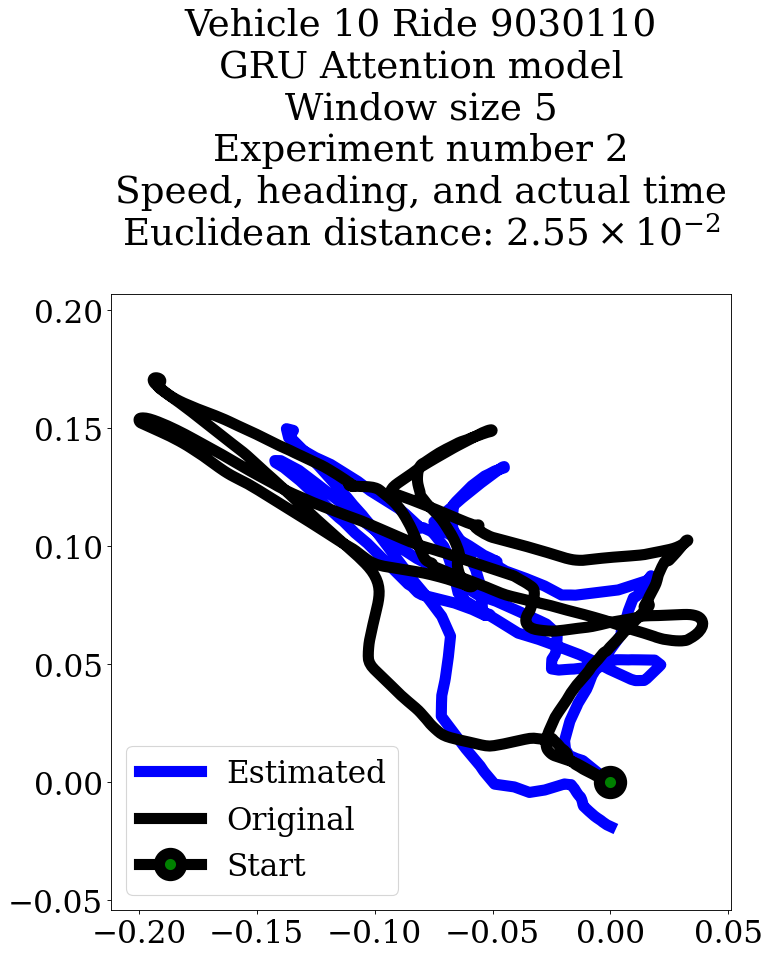 Vehicle 10 Ride 9030110
GRU Attention model
Window size 5
Experiment number 2
Speed, heading, and actual time
Euclidean distance: 2.55 × 10⁻²
0.20
0.15
0.10
0.05
0.00
−0.05
Estimated
Original
Start
−0.20 −0.15 −0.10 −0.05 0.00 0.05